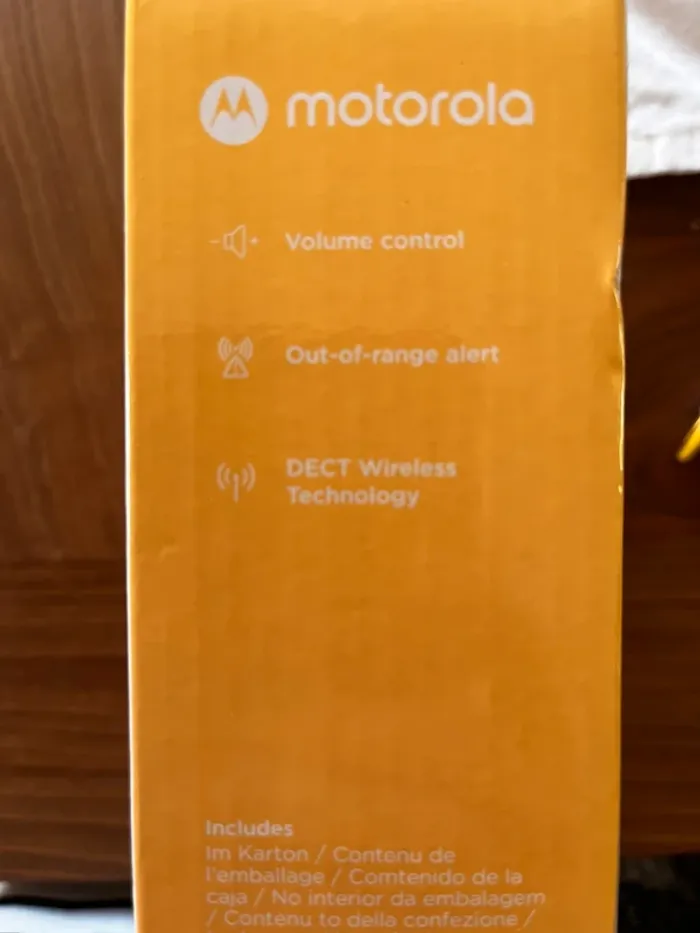 motorola
Volume control
Out-of-range alert
DECT Wireless
Technology
Includes
Im Karton / Contenu de
l'emballage / Comtenido de la
caja / No interior da embalagem
/ Contenu to della confezione /